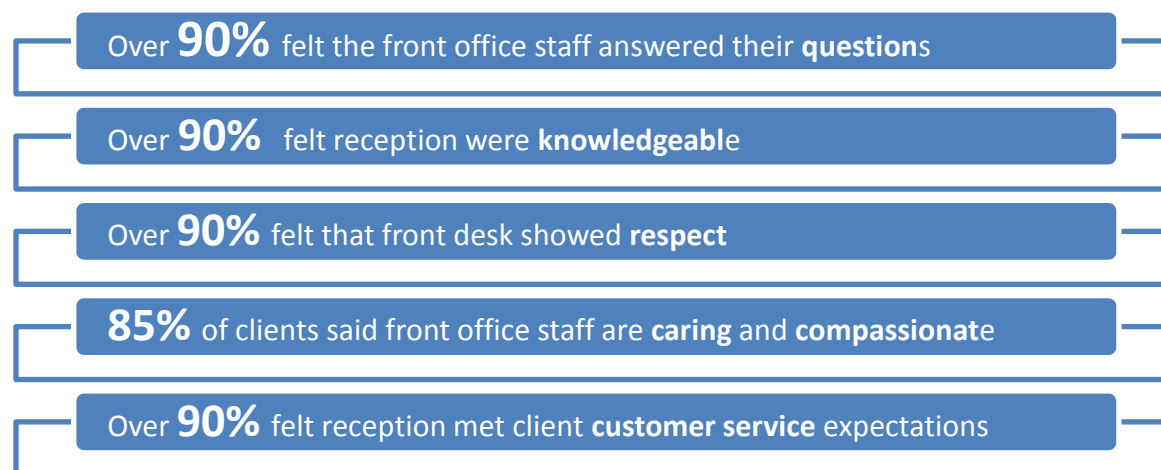 Over 90% felt the front office staff answered their questions
Over 90% felt reception were knowledgeable
Over 90% felt that front desk showed respect
85% of clients said front office staff are caring and compassionate
Over 90% felt reception met client customer service expectations